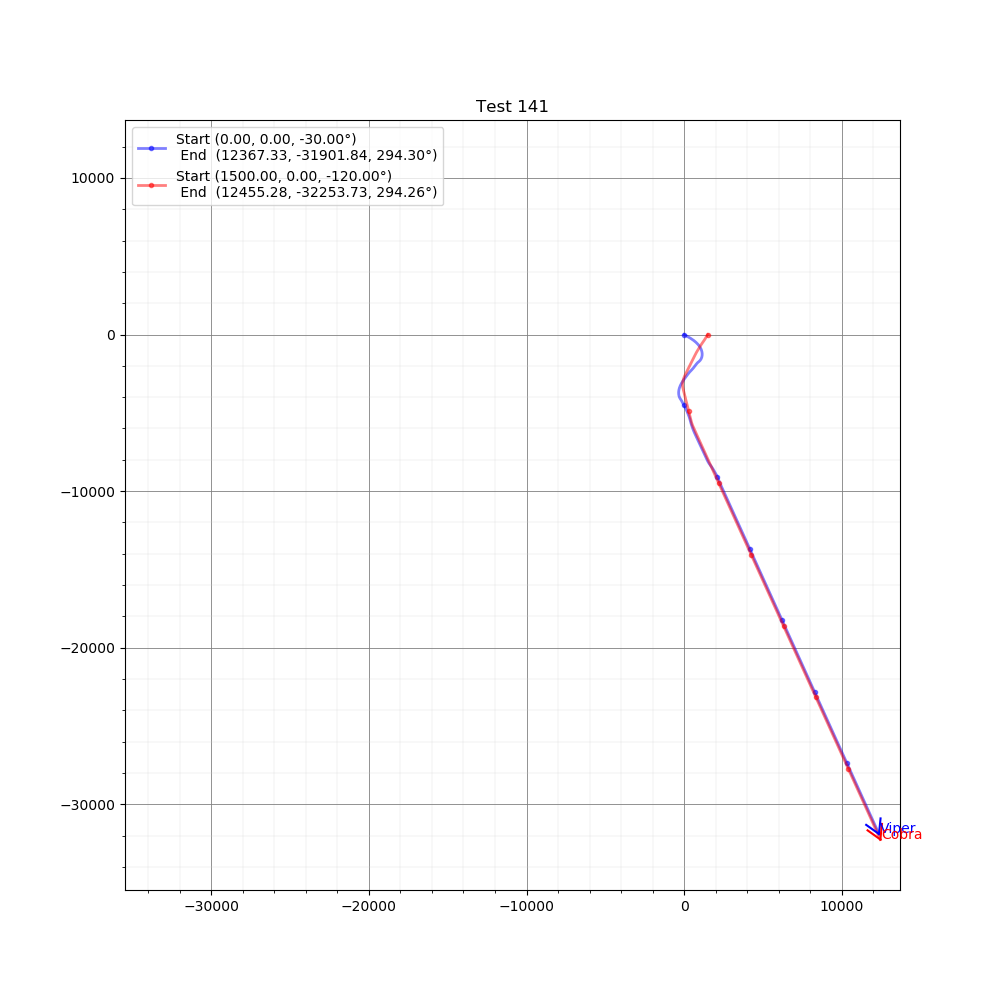 Test 141
Start (0.00, 0.00, -30.00°)
End (12367.33, -31901.84, 294.30°)
Start (1500.00, 0.00, -120.00°)
End (12455.28, -32253.73, 294.26°)
10000
0
−10000
−20000
−30000
Viper
Cobra
−30000 −20000 −10000 0 10000